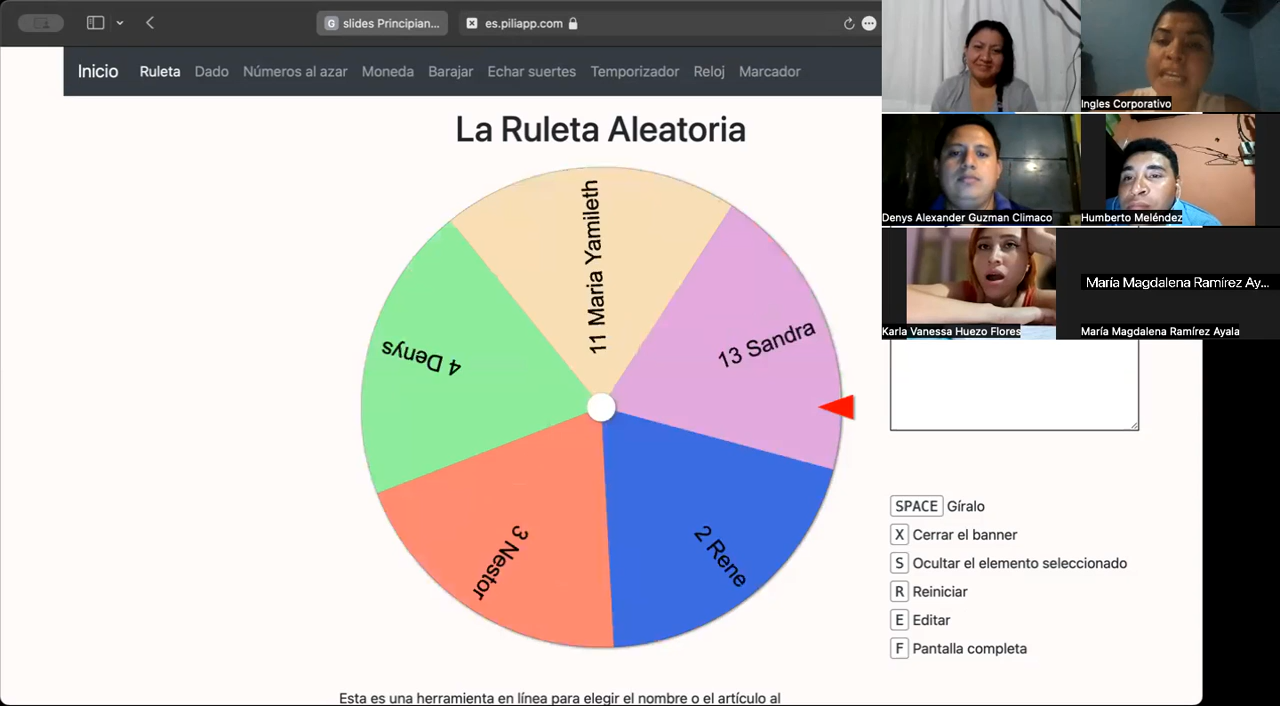 slides Principian...
es.piliapp.com
Inicio Ruleta Dado Números al azar Moneda Barajar Echar suertes Temporizador Reloj Marcador
La Ruleta Aleatoria
11 Maria Yamileth
13 Sandra
4 Denys
3 Nestor
2 Rene
SPACE Gíralo
X Cerrar el banner
S Ocultar el elemento seleccionado
R Reiniciar
E Editar
F Pantalla completa
Esta es una herramienta en línea para elegir el nombre o el artículo al
Ingles Corporativo
Denys Alexander Guzman Climaco
Humberto Meléndez
Karla Vanessa Huezo Flores
María Magdalena Ramírez Ay...
María Magdalena Ramírez Ayala